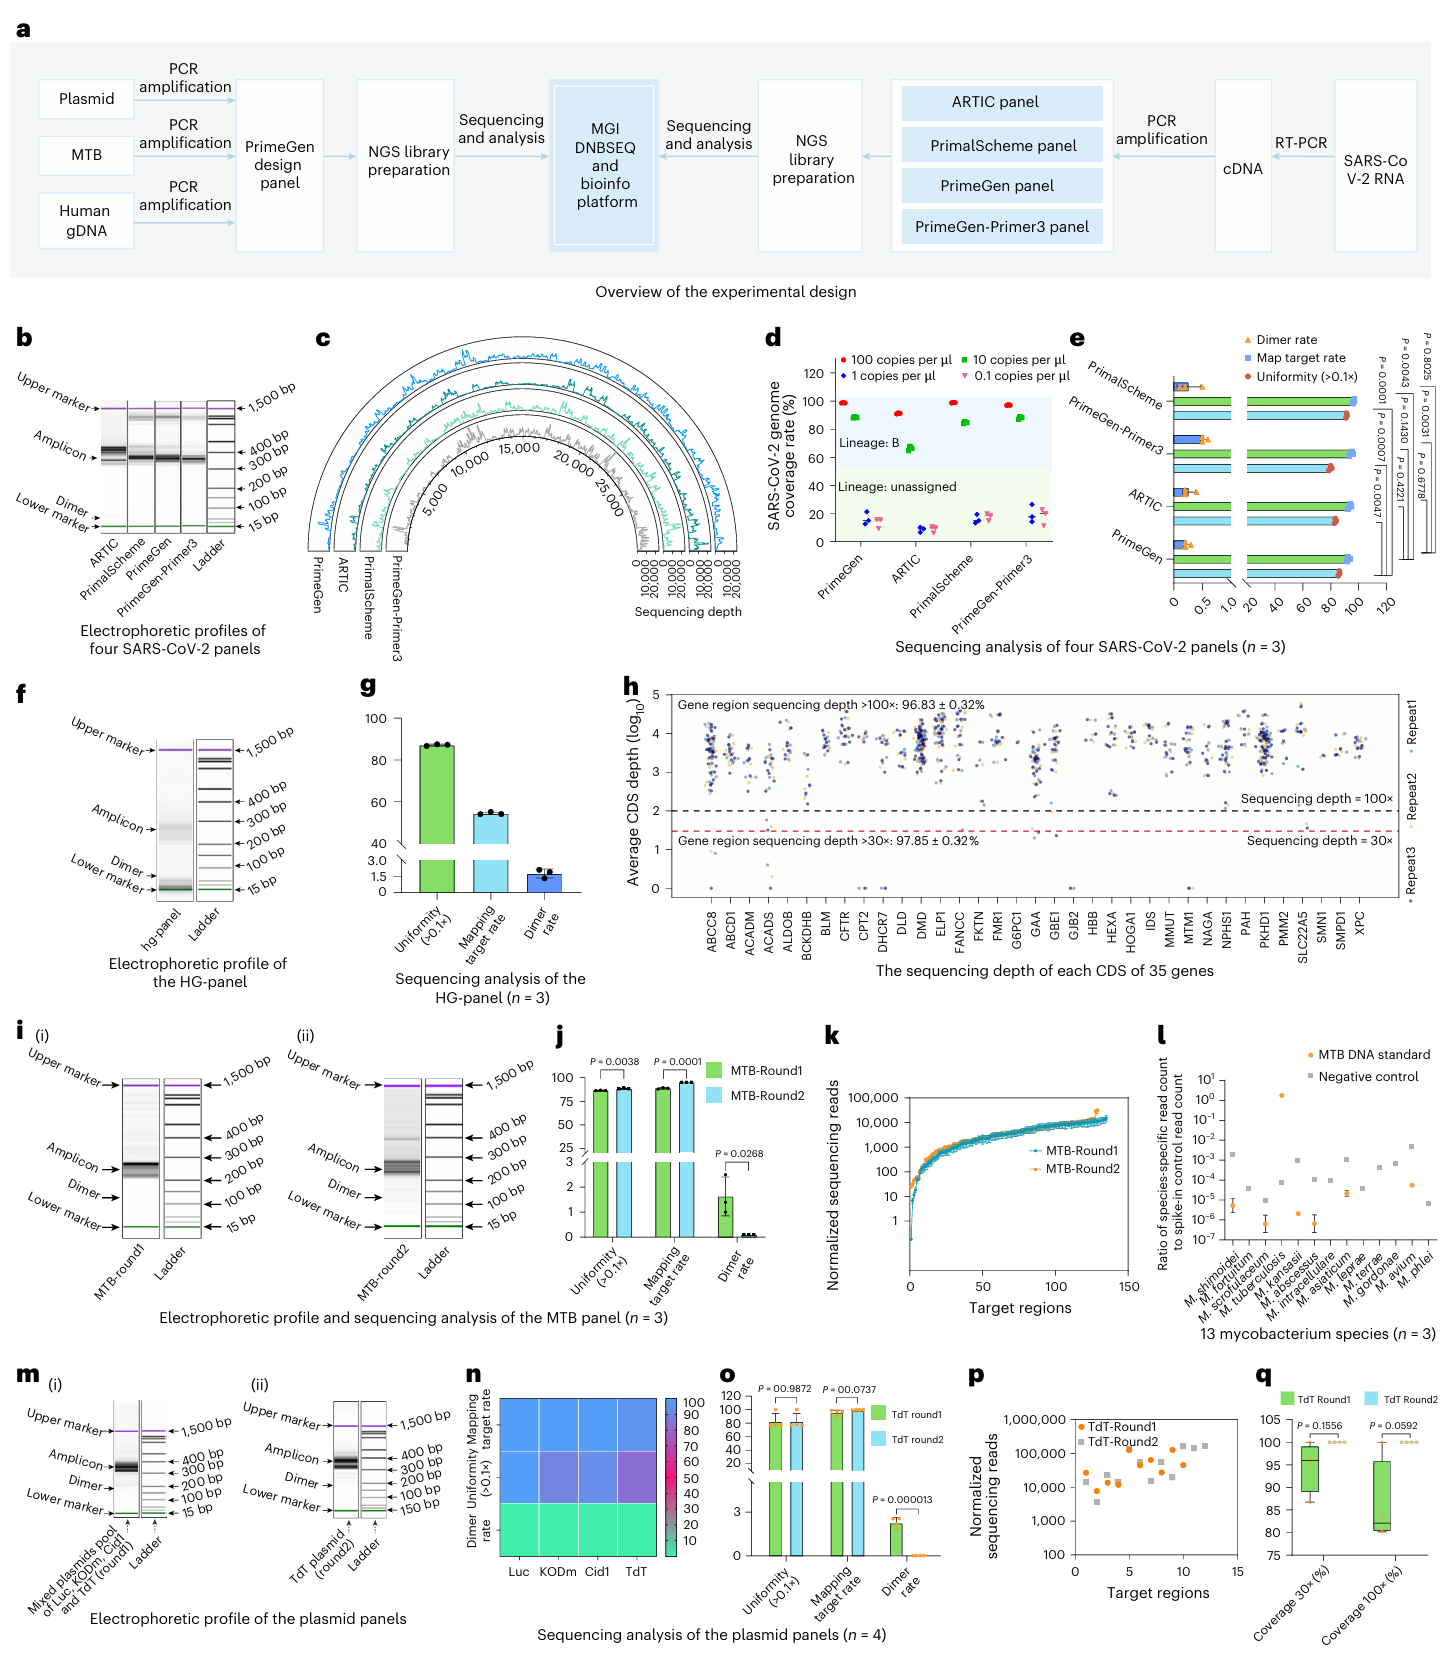 a
Plasmid
MTB
Human
gDNA
PCR
amplification
PCR
amplification
PCR
amplification
PrimeGen
design
panel
NGS library
preparation
Sequencing
and analysis
MGI
DNBSEQ
and
bioinfo
platform
Sequencing
and analysis
NGS
library
preparation
ARTIC panel
PrimalScheme panel
PrimeGen panel
PrimeGen-Primer3 panel
PCR
amplification
cDNA
RT-PCR
SARS-Co
V-2 RNA
Overview of the experimental design
b
Upper marker
Amplicon
Dimer
Lower marker
1,500 bp
400 bp
300 bp
200 bp
100 bp
15 bp
ARTIC
PrimalScheme
PrimeGen
PrimeGen-Primer3
Ladder
Electrophoretic profiles of
four SARS-CoV-2 panels
c
5,000
10,000
15,000
20,000
25,000
PrimeGen
ARTIC
PrimalScheme
PrimeGen-Primer3
0
10,000
20,000
0
10,000
20,000
Sequencing depth
d
100 copies per µl
10 copies per µl
1 copies per µl
0.1 copies per µl
SARS-CoV-2 genome
coverage rate (%)
120
100
80
60
40
20
0
Lineage: B
Lineage: unassigned
PrimeGen
ARTIC
PrimalScheme
PrimeGen-Primer3
e
Dimer rate
Map target rate
Uniformity (>0.1×)
PrimalScheme
PrimeGen-Primer3
ARTIC
PrimeGen
0
0.5
1.0
20
40
60
80
100
120
P = 0.0001
P = 0.0043
P = 0.8025
P = 0.0007
P = 0.1430
P = 0.0031
P = 0.0047
P = 0.4221
P = 0.6778
Sequencing analysis of four SARS-CoV-2 panels (n = 3)
f
Upper marker
Amplicon
Dimer
Lower marker
1,500 bp
400 bp
300 bp
200 bp
100 bp
15 bp
hg-panel
Ladder
Electrophoretic profile of
the HG-panel
g
100
80
60
40
3.0
1.5
0
Uniformity
(>0.1×)
Mapping
target rate
Dimer
rate
Sequencing analysis of the
HG-panel (n = 3)
h
Average CDS depth (log10)
5
4
3
2
1
0
Gene region sequencing depth >100×: 96.83 ± 0.32%
Sequencing depth = 100×
Gene region sequencing depth >30×: 97.85 ± 0.32%
Sequencing depth = 30×
Repeat1
Repeat2
Repeat3
ABCC8
ABCD1
ACADM
ACADS
ALDOB
BCKDHB
BLM
CFTR
CPT2
DHCR7
DLD
DMD
ELP1
FANCC
FKTN
FMR1
G6PC1
GAA
GBE1
GJB2
HBB
HEXA
HOGA1
IDS
MMUT
MTM1
NAGA
NPHS1
PAH
PKHD1
PMM2
SLC22A5
SMN1
SMPD1
XPC
The sequencing depth of each CDS of 35 genes
i
(i)
Upper marker
Amplicon
Dimer
Lower marker
1,500 bp
400 bp
300 bp
200 bp
100 bp
15 bp
MTB-round1
Ladder
(ii)
Upper marker
Amplicon
Dimer
Lower marker
1,500 bp
400 bp
300 bp
200 bp
100 bp
15 bp
MTB-round2
Ladder
j
P = 0.0038
P = 0.0001
P = 0.0268
MTB-Round1
MTB-Round2
100
75
50
25
3
2
1
0
Uniformity
(>0.1×)
Mapping
target rate
Dimer
rate
Electrophoretic profile and sequencing analysis of the MTB panel (n = 3)
k
Normalized sequencing reads
100,000
10,000
1,000
100
10
1
MTB-Round1
MTB-Round2
0
50
100
150
Target regions
l
MTB DNA standard
Negative control
Ratio of species-specific read count
to spike-in control read count
10¹
10⁰
10⁻¹
10⁻²
10⁻³
10⁻⁴
10⁻⁵
10⁻⁶
10⁻⁷
M. shimoidei
M. fortuitum
M. scrofulaceum
M. tuberculosis
M. kansasii
M. abscessus
M. intracellulare
M. asiaticum
M. leprae
M. terrae
M. gordonae
M. avium
M. phlei
13 mycobacterium species (n = 3)
m
(i)
Upper marker
Amplicon
Dimer
Lower marker
1,500 bp
400 bp
300 bp
200 bp
100 bp
15 bp
Mixed plasmids pool
of Luc, KODm, Cid1
and TdT (round1)
Ladder
(ii)
Upper marker
Amplicon
Dimer
Lower marker
1,500 bp
400 bp
300 bp
200 bp
100 bp
150 bp
TdT plasmid
(round2)
Ladder
Electrophoretic profile of the plasmid panels
n
Mapping
target rate
Uniformity
(>0.1×)
Dimer
rate
Luc
KODm
Cid1
TdT
100
90
80
70
60
50
40
30
20
10
o
P = 00.9872
P = 00.0737
P = 0.000013
TdT round1
TdT round2
120
100
80
60
40
20
3
0
Uniformity
(>0.1×)
Mapping
target rate
Dimer
rate
Sequencing analysis of the plasmid panels (n = 4)
p
Normalized
sequencing reads
1,000,000
100,000
10,000
1,000
100
TdT-Round1
TdT-Round2
0
5
10
15
Target regions
q
TdT Round1
TdT Round2
P = 0.1556
P = 0.0592
105
100
95
90
85
80
75
Coverage 30× (%)
Coverage 100× (%)